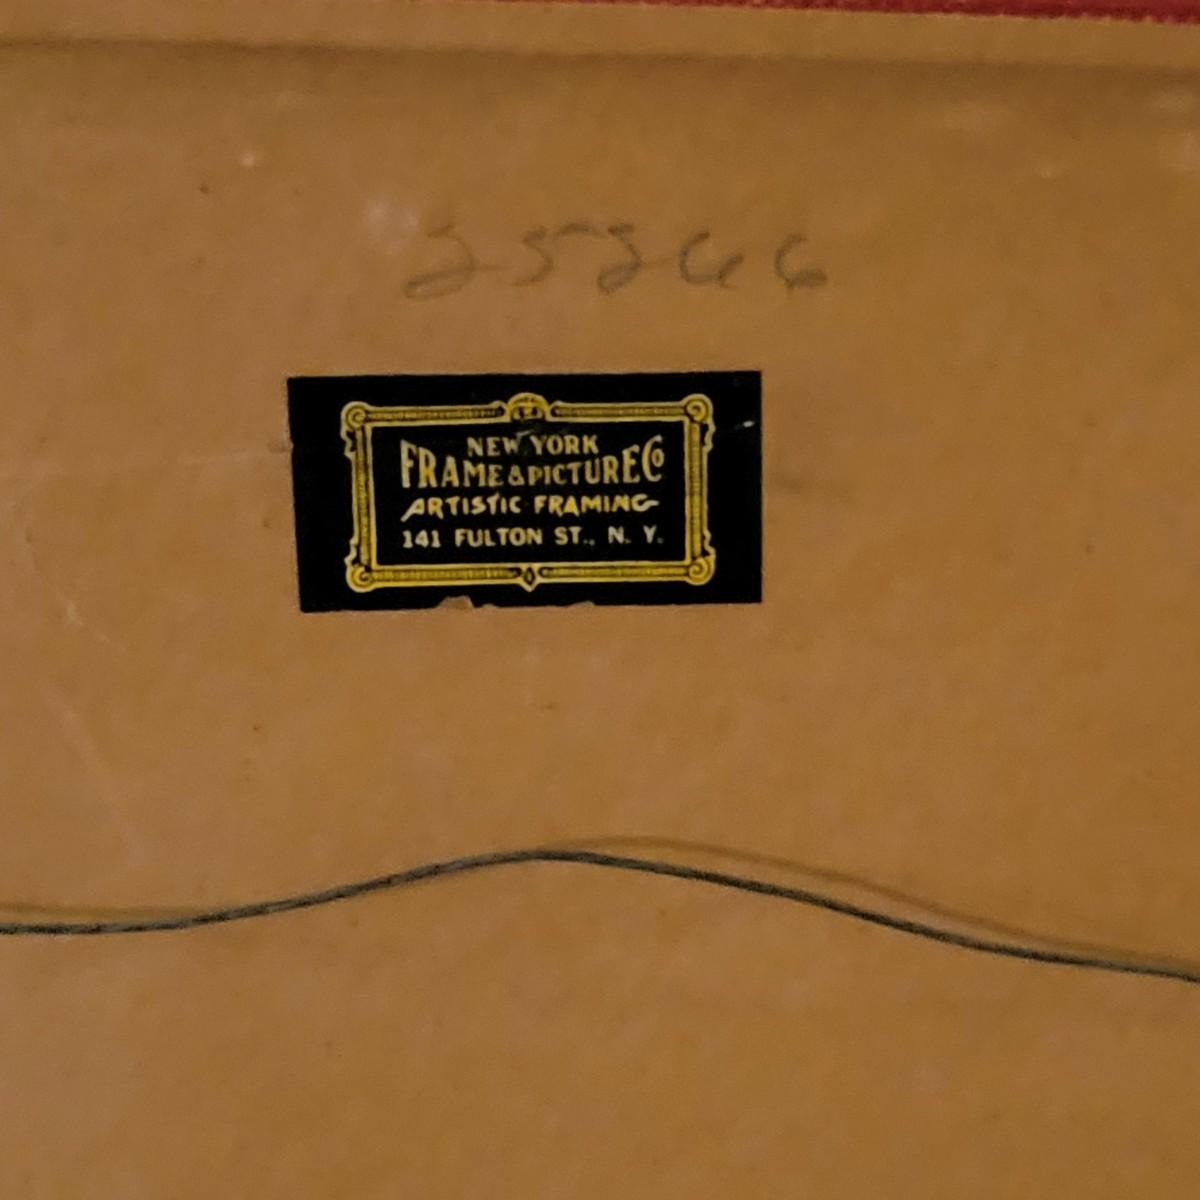 25266
NEW YORK
FRAME & PICTURE Co
ARTISTIC FRAMING
141 FULTON ST., N. Y.